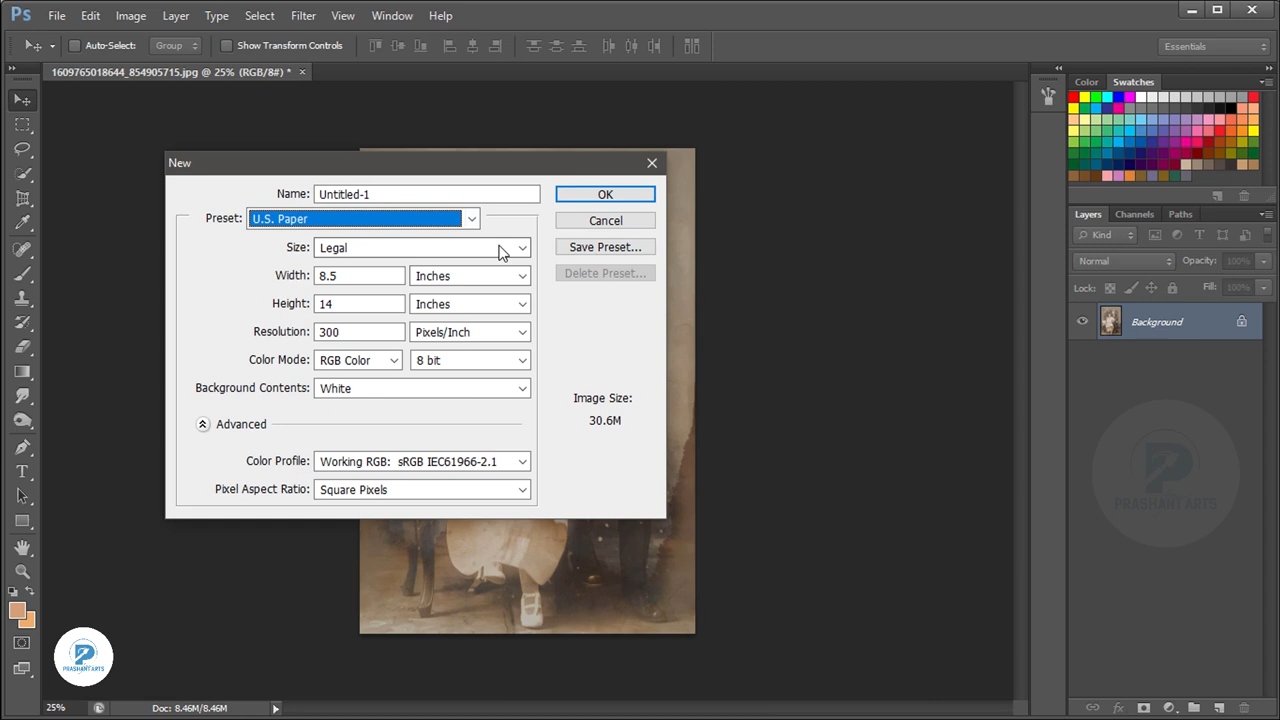 Ps File Edit Image Layer Type Select Filter View Window Help
Auto-Select: Group Show Transform Controls Essentials
1609765018644_854905715.jpg @ 25% (RGB/8#) *
Color Swatches
New
Name: Untitled-1 OK
Preset: U.S. Paper Cancel
Size: Legal Save Preset...
Width: 8.5 Inches Delete Preset...
Height: 14 Inches
Resolution: 300 Pixels/Inch
Color Mode: RGB Color 8 bit
Background Contents: White
Image Size:
30.6M
Advanced
Color Profile: Working RGB: sRGB IEC61966-2.1
Pixel Aspect Ratio: Square Pixels
Layers Channels Paths
Kind
Normal Opacity: 100%
Lock: Fill: 100%
Background
PRASHANT ARTS
PRASHANT ARTS
25% Doc: 8.46M/8.46M